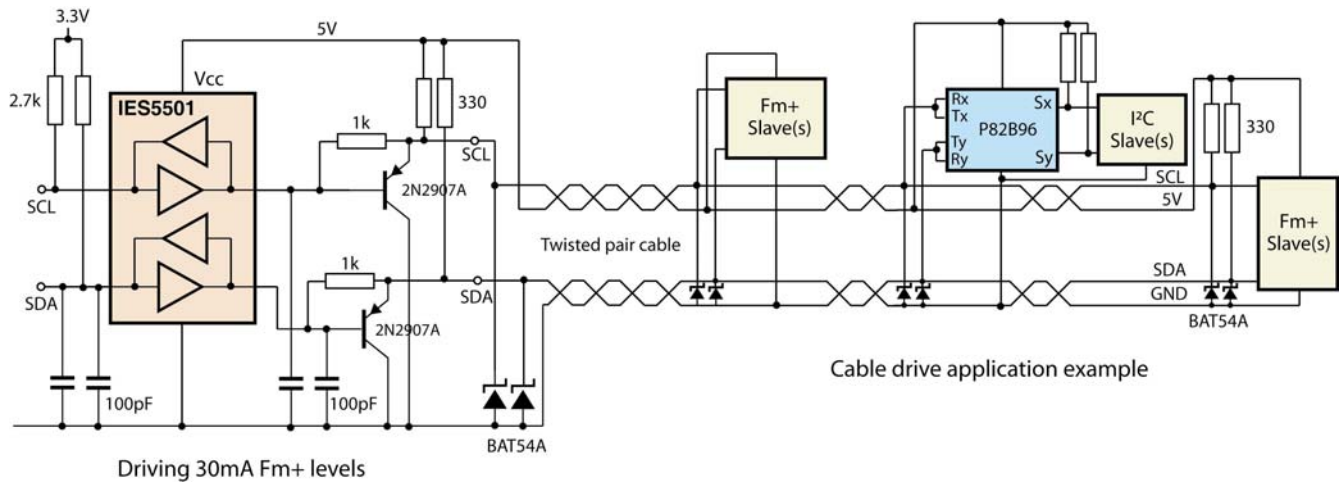 3.3V
5V
Vcc
2.7k
IES5501
330
1k
SCL
2N2907A
SCL
1k
SDA
2N2907A
SDA
100pF
100pF
BAT54A
Driving 30mA Fm+ levels
Twisted pair cable
Fm+
Slave(s)
Rx
Tx
Ty
Ry
P82B96
Sx
Sy
I²C
Slave(s)
330
SCL
5V
Fm+
Slave(s)
SDA
GND
BAT54A
Cable drive application example